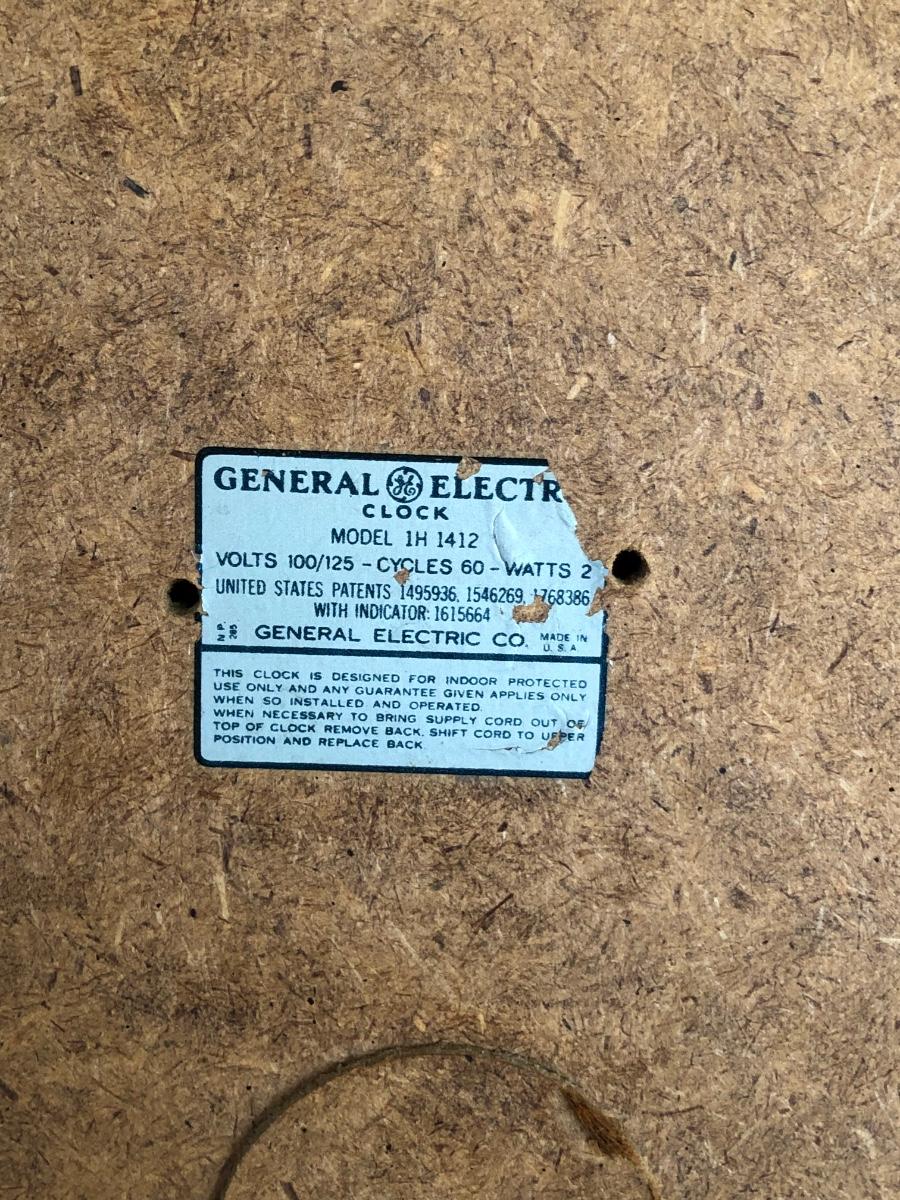 GENERAL GE ELECTR
CLOCK
MODEL 1H 1412
VOLTS 100/125 - CYCLES 60 - WATTS 2
UNITED STATES PATENTS 1495936, 1546269, 1768386
WITH INDICATOR: 1615664
N.P. 285
GENERAL ELECTRIC CO. MADE IN U.S.A
THIS CLOCK IS DESIGNED FOR INDOOR PROTECTED
USE ONLY AND ANY GUARANTEE GIVEN APPLIES ONLY
WHEN SO INSTALLED AND OPERATED.
WHEN NECESSARY TO BRING SUPPLY CORD OUT OF
TOP OF CLOCK REMOVE BACK, SHIFT CORD TO UPPER
POSITION AND REPLACE BACK